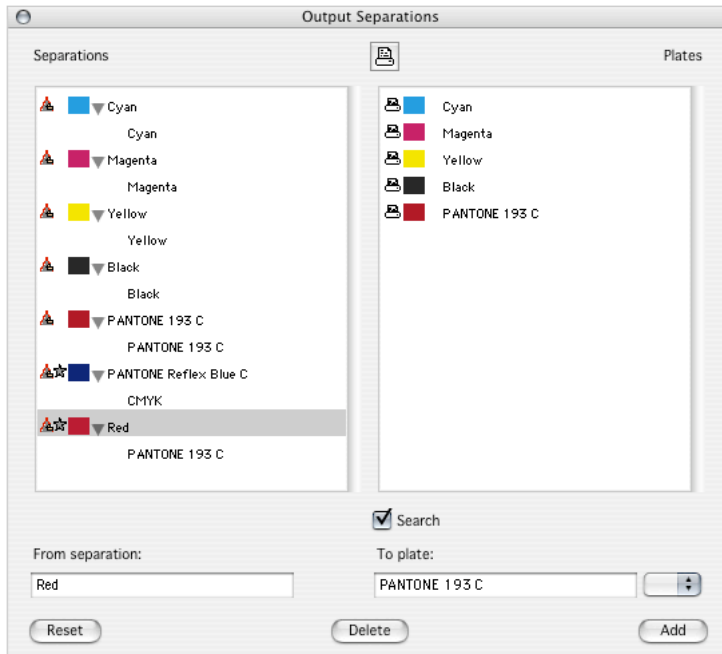 Output Separations
Separations
Plates
Cyan
Cyan
Magenta
Magenta
Yellow
Yellow
Black
Black
PANTONE 193 C
PANTONE 193 C
PANTONE Reflex Blue C
CMYK
Red
PANTONE 193 C
Cyan
Magenta
Yellow
Black
PANTONE 193 C
Search
From separation:
To plate:
Red
PANTONE 193 C
Reset
Delete
Add